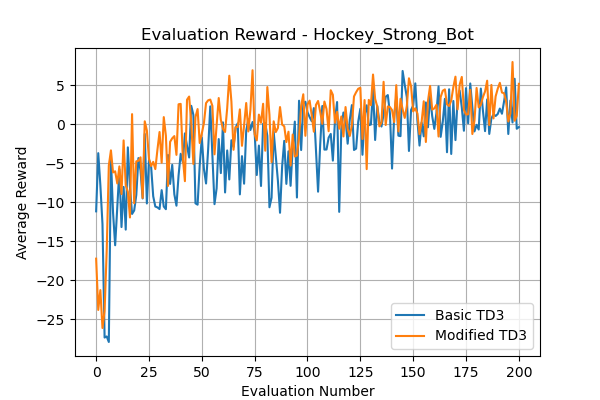 Evaluation Reward - Hockey_Strong_Bot
Average Reward
5
0
−5
−10
−15
−20
−25
0 25 50 75 100 125 150 175 200
Evaluation Number
Basic TD3
Modified TD3